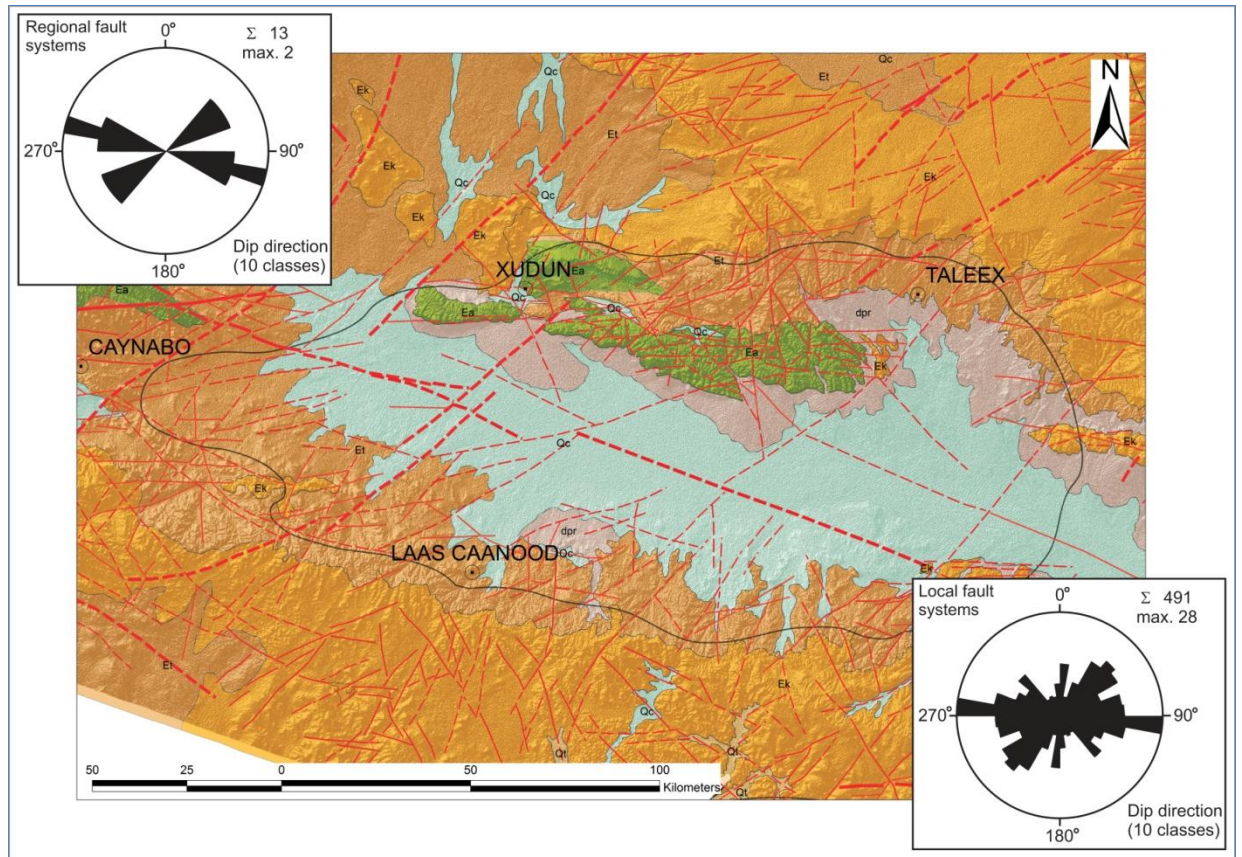 Regional fault
systems
0°
Σ 13
max. 2
270°
90°
Dip direction
(10 classes)
180°
N
Qc
Qc
Et
Ek
Et
Ek
Qc
Qc
Ek
Ek
Ek
Et
XUDUN
Ea
TALEEX
Ea
Qc
Qc
dpr
Ea
Qc
Ea
CAYNABO
Ek
Et
Qc
Ek
Ek
dpr
LAAS CAANOOD
Qc
Ek
Et
Ek
Qc
Qt
Qt
50 25 0 50 100
Kilometers
Local fault
systems
0°
Σ 491
max. 28
270°
90°
Dip direction
(10 classes)
180°